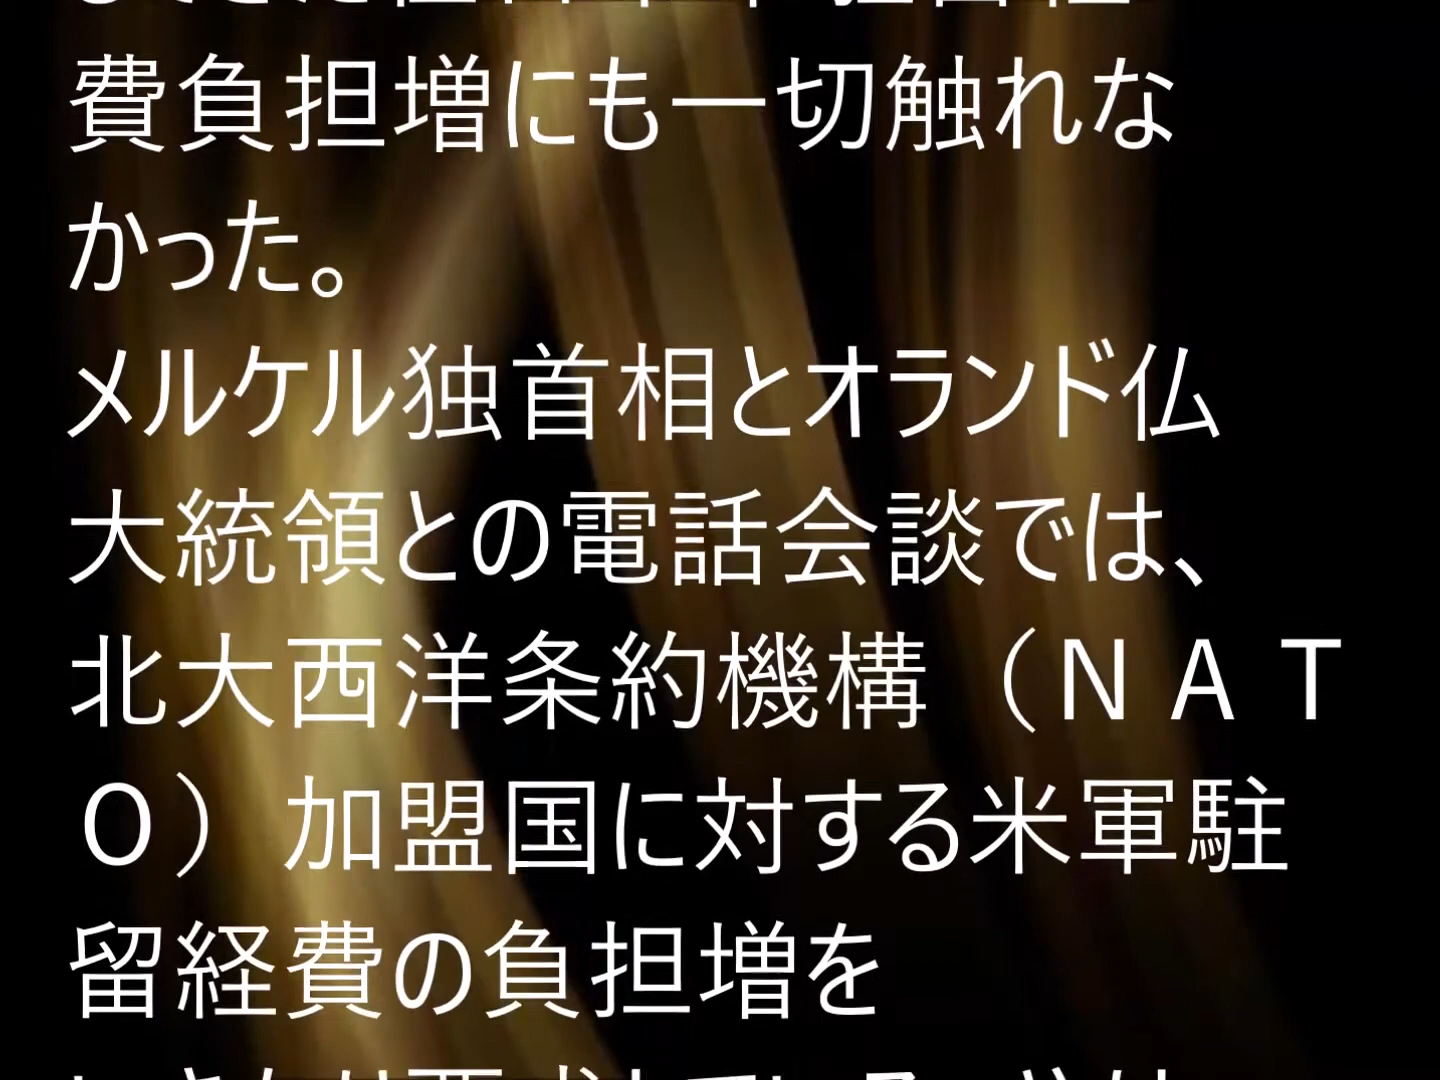 費負担増にも一切触れな
かった。
メルケル独首相とオランド仏
大統領との電話会談では、
北大西洋条約機構（ＮＡＴ
Ｏ）加盟国に対する米軍駐
留経費の負担増を